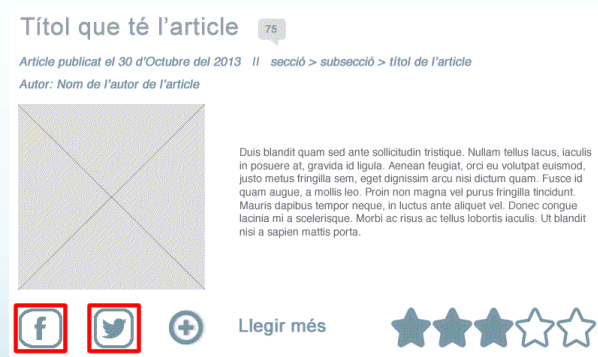 Títol que té l'article 75
Article publicat el 30 d'Octubre del 2013 // secció > subsecció > títol de l'article
Autor: Nom de l'autor de l'article
Duis blandit quam sed ante sollicitudin tristique. Nullam tellus lacus, iaculis
in posuere at, gravida id ligula. Aenean feugiat, orci eu volutpat euismod,
justo metus fringilla sem, eget dignissim arcu nisi dictum quam. Fusce id
quam augue, a mollis leo. Proin non magna vel purus fringilla tincidunt.
Mauris dapibus tempor neque, in luctus ante aliquet vel. Donec congue
lacinia mi a scelerisque. Morbi ac risus ac tellus lobortis iaculis. Ut blandit
nisi a sapien mattis porta.
Llegir més